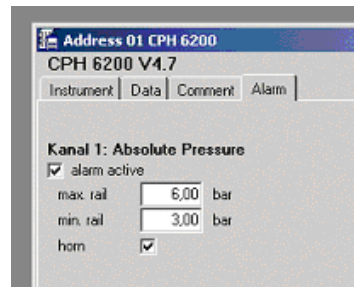 Address 01 CPH 6200
CPH 6200 V4.7
Instrument Data Comment Alarm
Kanal 1: Absolute Pressure
alarm active
max. rail 6,00 bar
min. rail 3,00 bar
horn